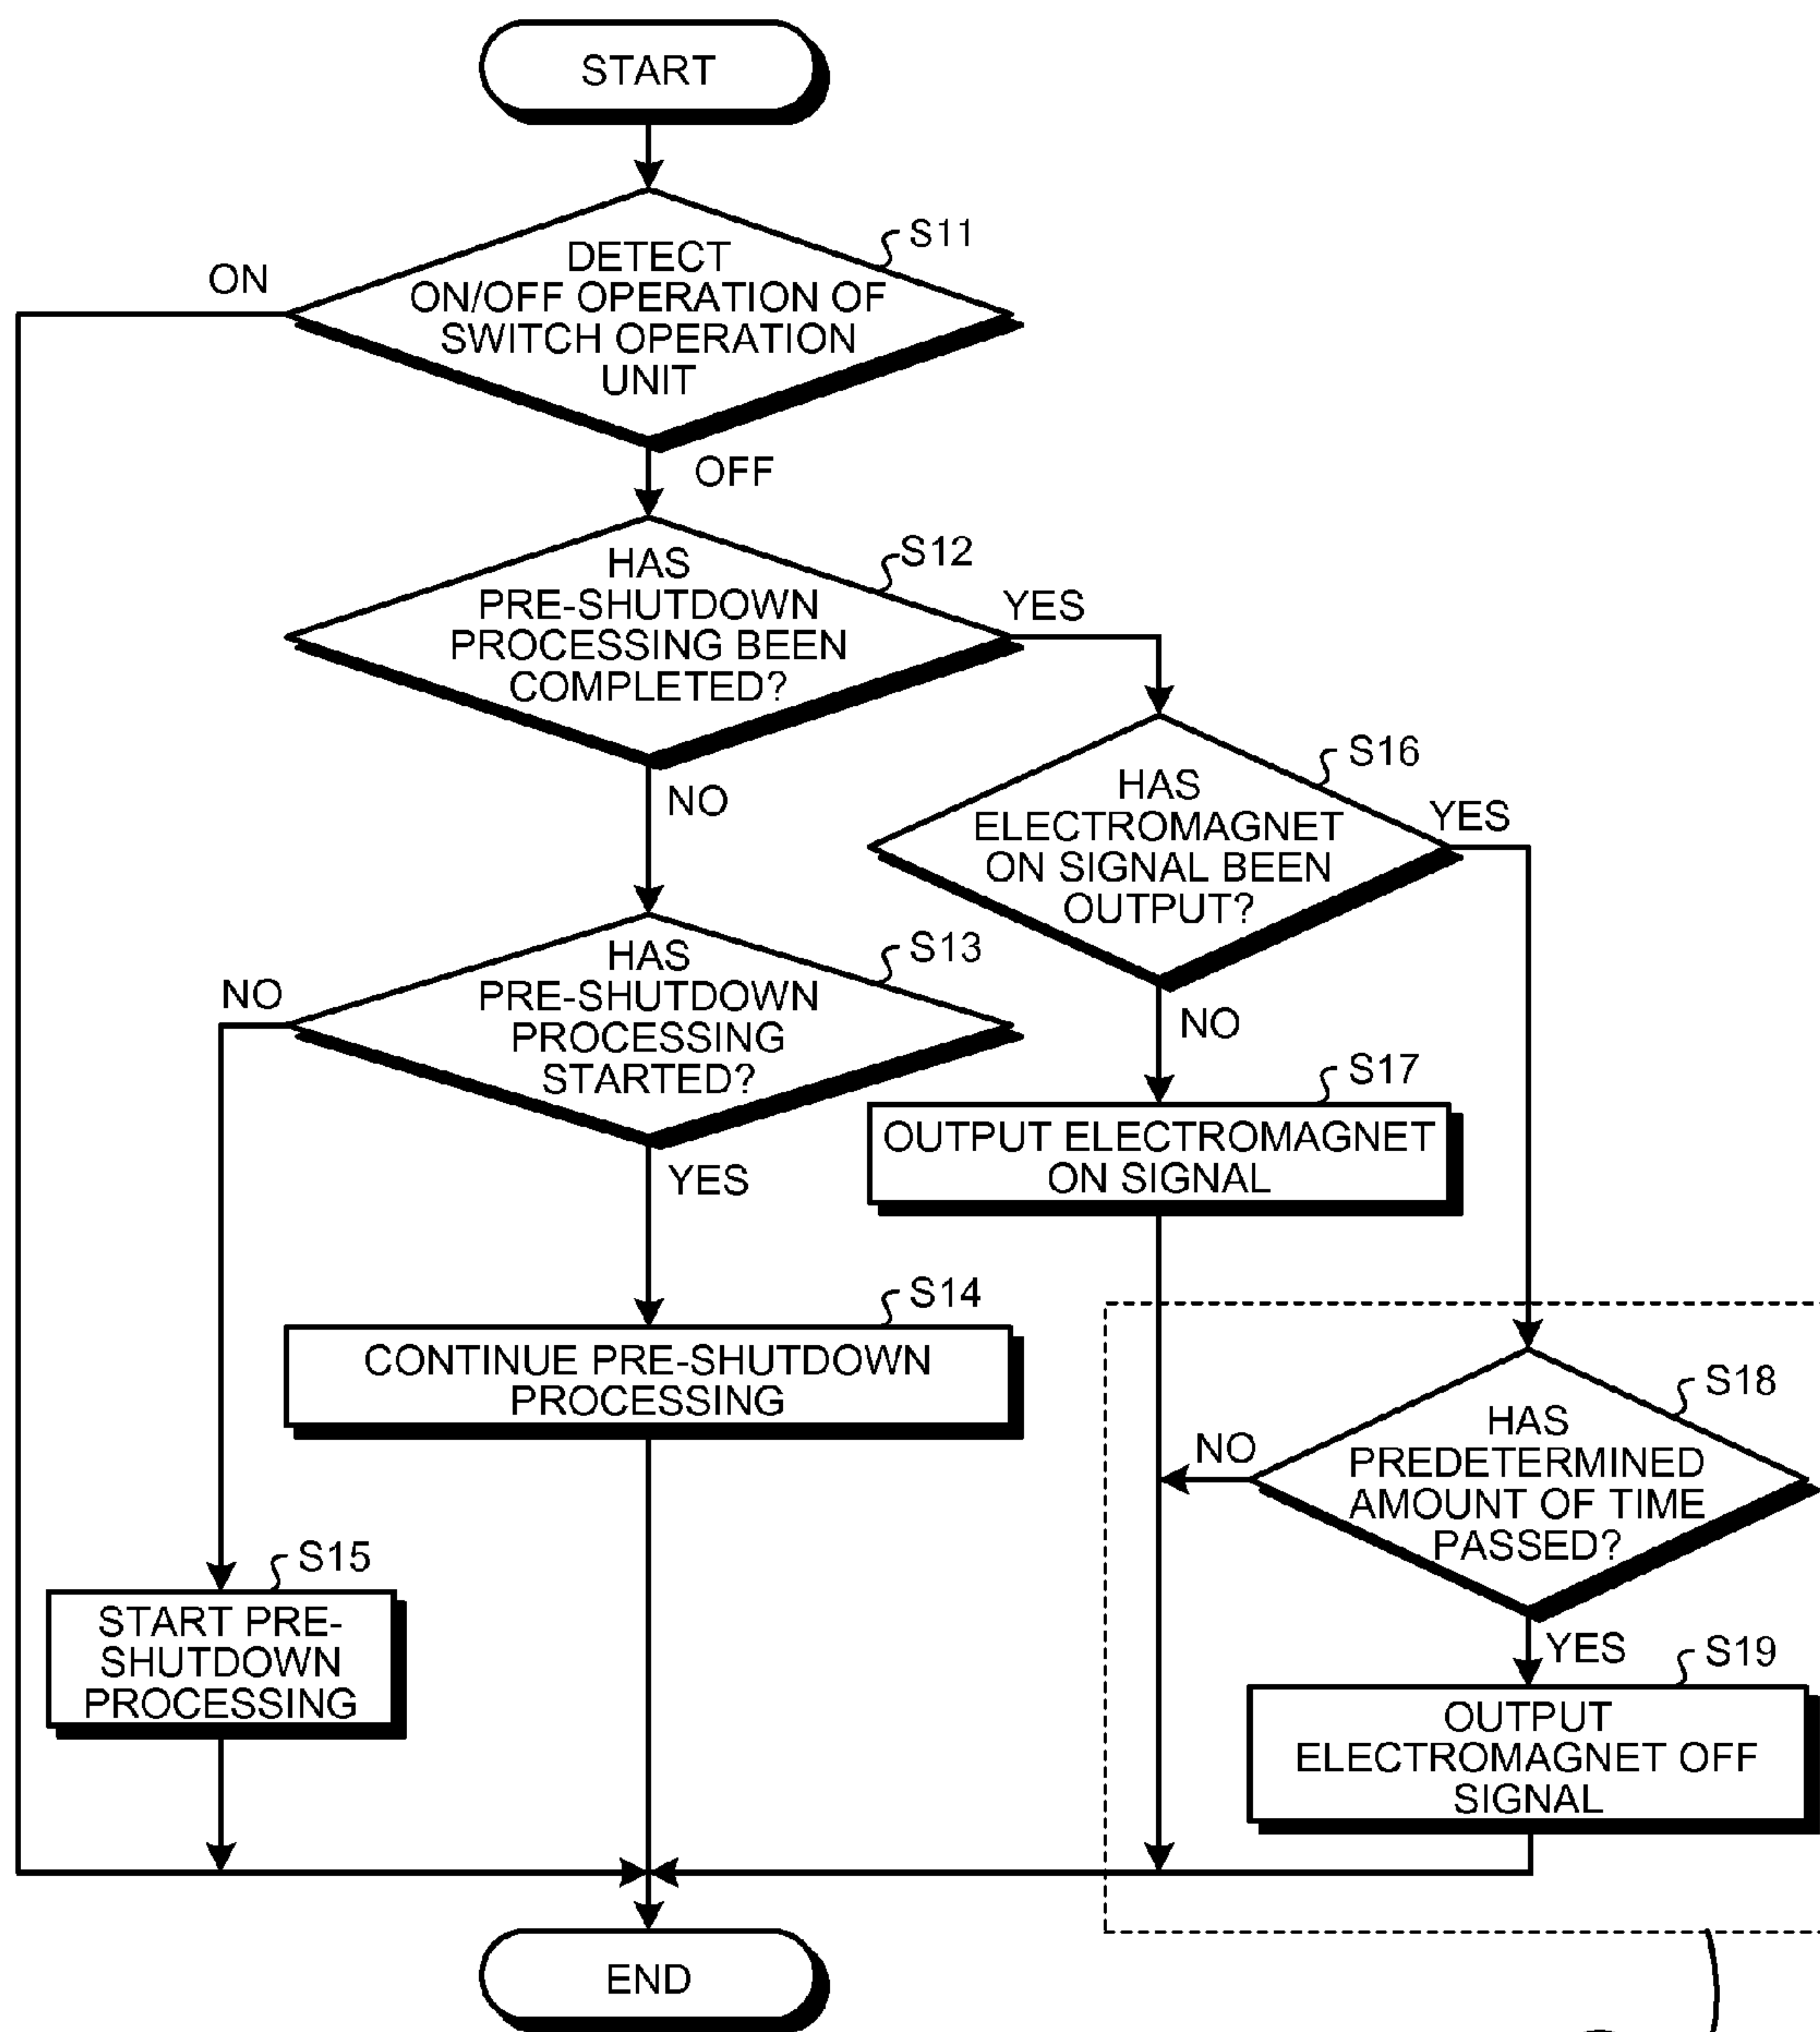 START
S11
DETECT
ON/OFF OPERATION OF
SWITCH OPERATION
UNIT
ON
OFF
S12
HAS
PRE-SHUTDOWN
PROCESSING BEEN
COMPLETED?
YES
NO
S16
HAS
ELECTROMAGNET
ON SIGNAL BEEN
OUTPUT?
YES
NO
S13
HAS
PRE-SHUTDOWN
PROCESSING
STARTED?
NO
YES
S17
OUTPUT ELECTROMAGNET
ON SIGNAL
S14
CONTINUE PRE-SHUTDOWN
PROCESSING
S18
HAS
PREDETERMINED
AMOUNT OF TIME
PASSED?
NO
YES
S15
START PRE-
SHUTDOWN
PROCESSING
S19
OUTPUT
ELECTROMAGNET OFF
SIGNAL
END